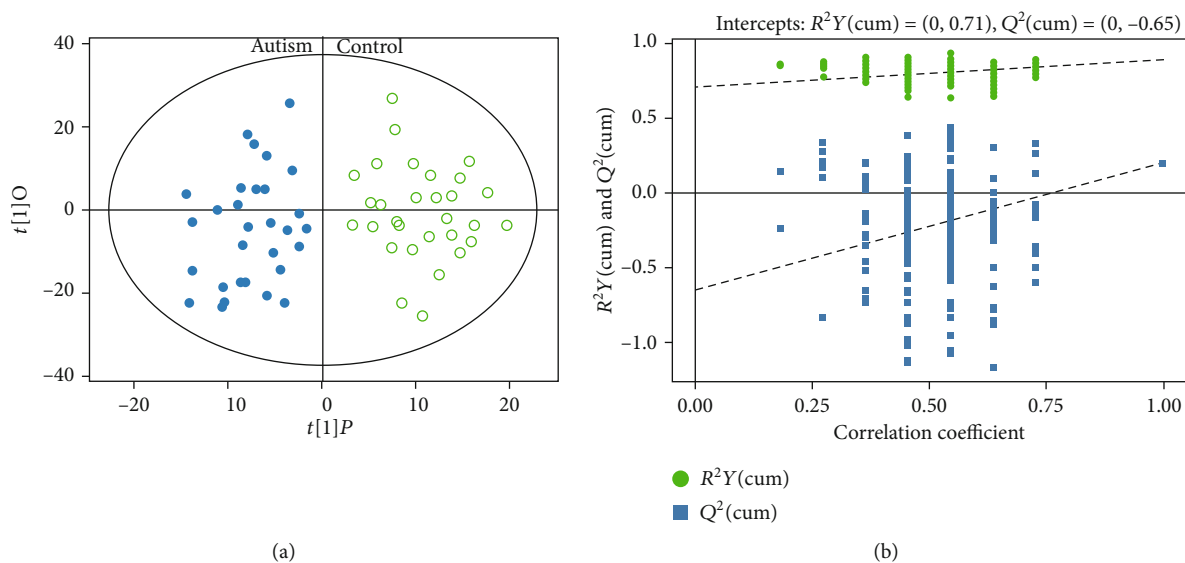 Autism Control
40
20
0
−20
−40
t[1]O
−20 10 0 10 20
t[1]P
(a)
Intercepts: R²Y(cum) = (0, 0.71), Q²(cum) = (0, −0.65)
1.0
0.5
0.0
−0.5
−1.0
R²Y(cum) and Q²(cum)
0.00 0.25 0.50 0.75 1.00
Correlation coefficient
R²Y(cum)
Q²(cum)
(b)